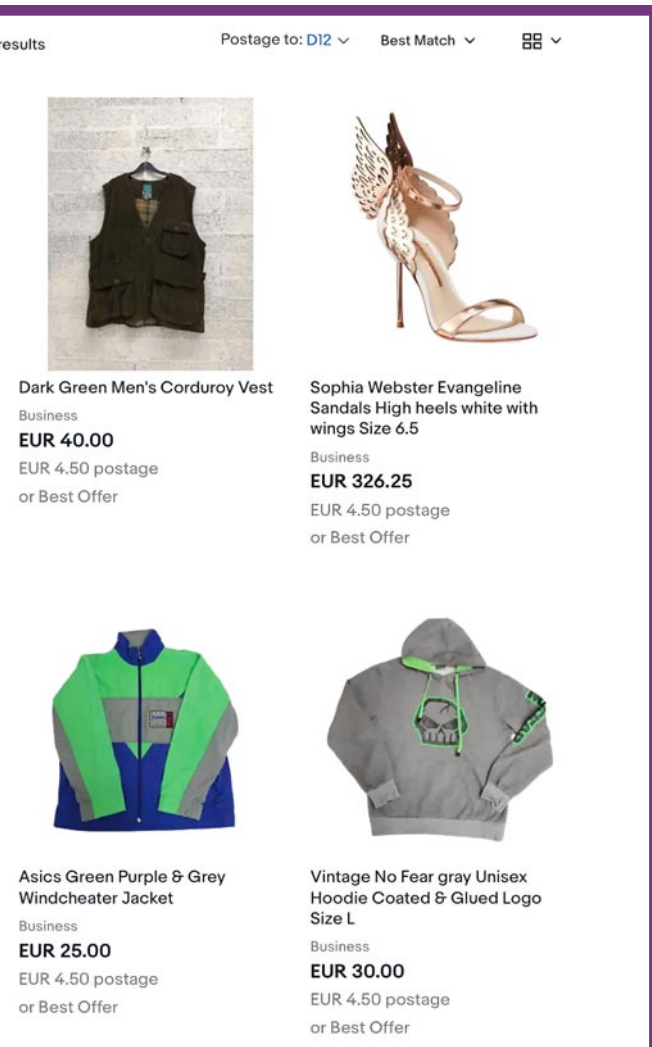 results
Postage to: D12
Best Match
Dark Green Men's Corduroy Vest
Business
EUR 40.00
EUR 4.50 postage
or Best Offer
Sophia Webster Evangeline
Sandals High heels white with
wings Size 6.5
Business
EUR 326.25
EUR 4.50 postage
or Best Offer
Asics Green Purple & Grey
Windcheater Jacket
Business
EUR 25.00
EUR 4.50 postage
or Best Offer
Vintage No Fear gray Unisex
Hoodie Coated & Glued Logo
Size L
Business
EUR 30.00
EUR 4.50 postage
or Best Offer